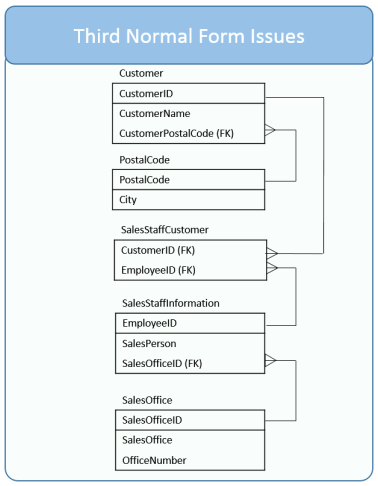 Third Normal Form Issues
Customer
CustomerID
CustomerName
CustomerPostalCode (FK)
PostalCode
PostalCode
City
SalesStaffCustomer
CustomerID (FK)
EmployeeID (FK)
SalesStaffInformation
EmployeeID
SalesPerson
SalesOfficeID (FK)
SalesOffice
SalesOfficeID
SalesOffice
OfficeNumber